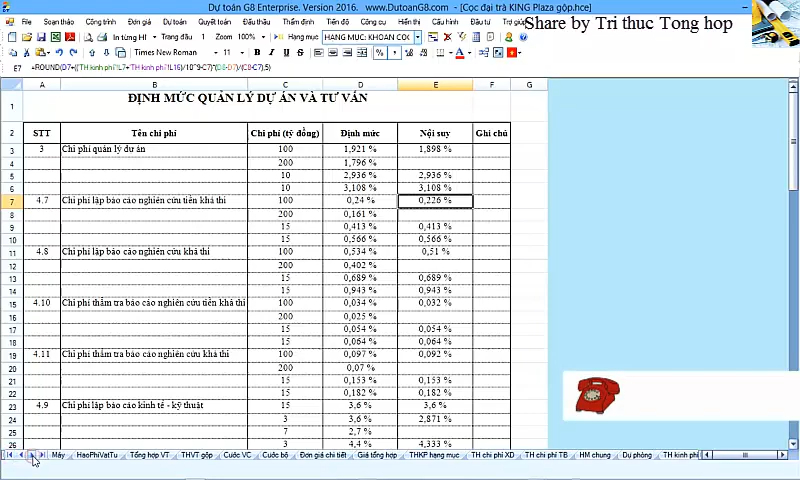 Dự toán G8 Enterprise. Version 2016. www.DutoanG8.com - [Cọc đại trà KING Plaza gộp.hce]
File Soạn thảo Công trình Đơn giá Dự toán Quyết toán Thầu Đấu thầu Thẩm định Tiến độ Công cụ Hiển thị Cấu hình Đầu tư Trợ giúp
Share by Tri thuc Tong hop
In từng HI Trang đầu 1 Zoom 100% Hạng mục HẠNG MỤC: KHOAN CỌC
Times New Roman 11 B I U
E7 =ROUND(D7+(('TH kinh phí'!L7+'TH kinh phí'!L16)/10^9-C7)*(D8-D7)/(C8-C7);5)
A B C D E F G
1 ĐỊNH MỨC QUẢN LÝ DỰ ÁN VÀ TƯ VẤN
2 STT Tên chi phí Chi phí (tỷ đồng) Định mức Nội suy Ghi chú
3 3 Chi phí quản lý dự án 100 1,921 % 1,898 %
4 200 1,796 %
5 10 2,936 % 2,936 %
6 10 3,108 % 3,108 %
7 4.7 Chi phí lập báo cáo nghiên cứu tiền khả thi 100 0,24 % 0,226 %
8 200 0,161 %
9 15 0,413 % 0,413 %
10 15 0,566 % 0,566 %
11 4.8 Chi phí lập báo cáo nghiên cứu khả thi 100 0,534 % 0,51 %
12 200 0,402 %
13 15 0,689 % 0,689 %
14 15 0,943 % 0,943 %
15 4.10 Chi phí thẩm tra báo cáo nghiên cứu tiền khả thi 100 0,034 % 0,032 %
16 200 0,025 %
17 15 0,054 % 0,054 %
18 15 0,064 % 0,064 %
19 4.11 Chi phí thẩm tra báo cáo nghiên cứu khả thi 100 0,097 % 0,092 %
20 200 0,07 %
21 15 0,153 % 0,153 %
22 15 0,182 % 0,182 %
23 4.9 Chi phí lập báo cáo kinh tế - kỹ thuật 15 3,6 % 3,6 %
24 3 3,6 % 2,871 %
25 7 2,7 %
26 3 4,4 % 4,333 %
Máy HaoPhiVatTu Tổng hợp VT THVT gộp Cước VC Cước bộ Đơn giá chi tiết Giá tổng hợp THKP hạng mục TH chi phí XD TH chi phí TB HM chung Dự phòng TH kinh phí